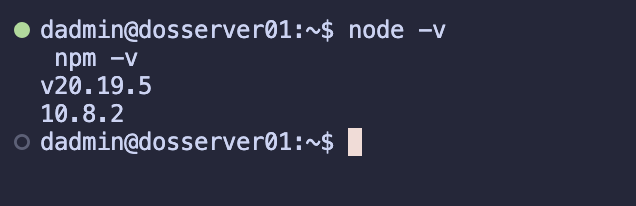 dadmin@dosserver01:~$ node -v
npm -v
v20.19.5
10.8.2
dadmin@dosserver01:~$